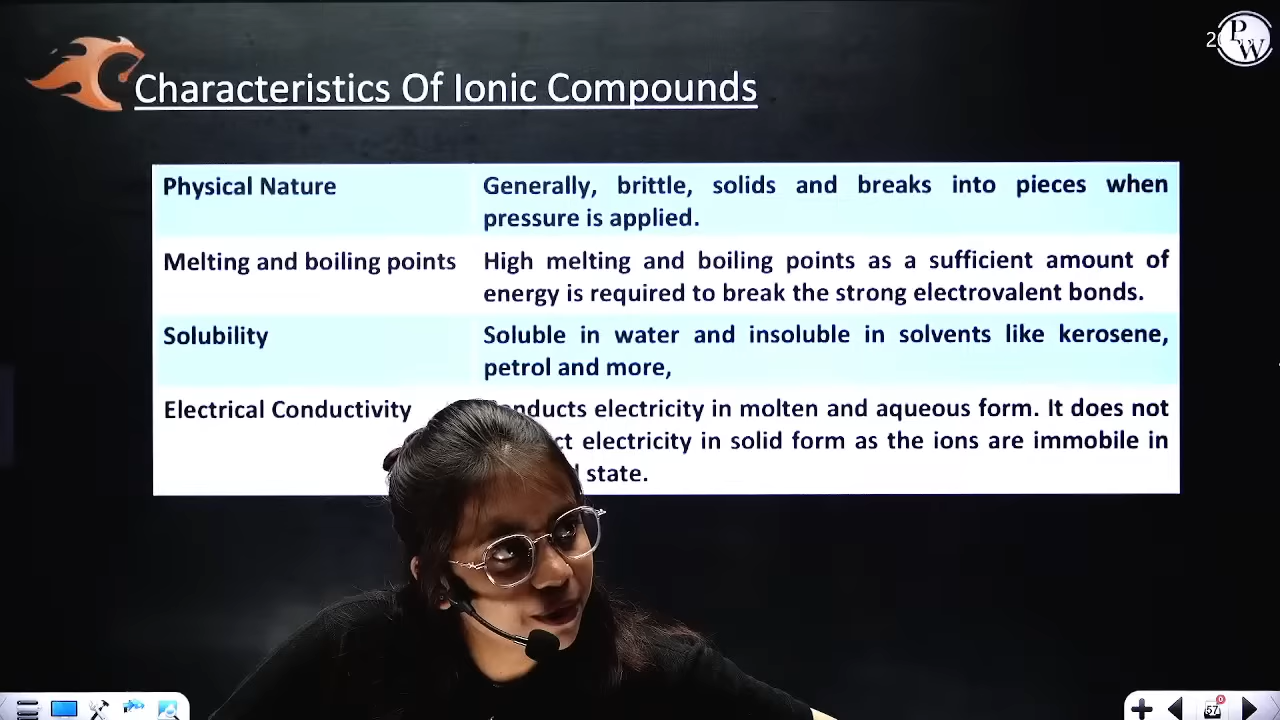 P
W
2
Characteristics Of Ionic Compounds
Physical Nature
Generally, brittle, solids and breaks into pieces when
pressure is applied.
Melting and boiling points
High melting and boiling points as a sufficient amount of
energy is required to break the strong electrovalent bonds.
Solubility
Soluble in water and insoluble in solvents like kerosene,
petrol and more,
Electrical Conductivity
electricity in molten and aqueous form. It does not
electricity in solid form as the ions are immobile in
state.
57